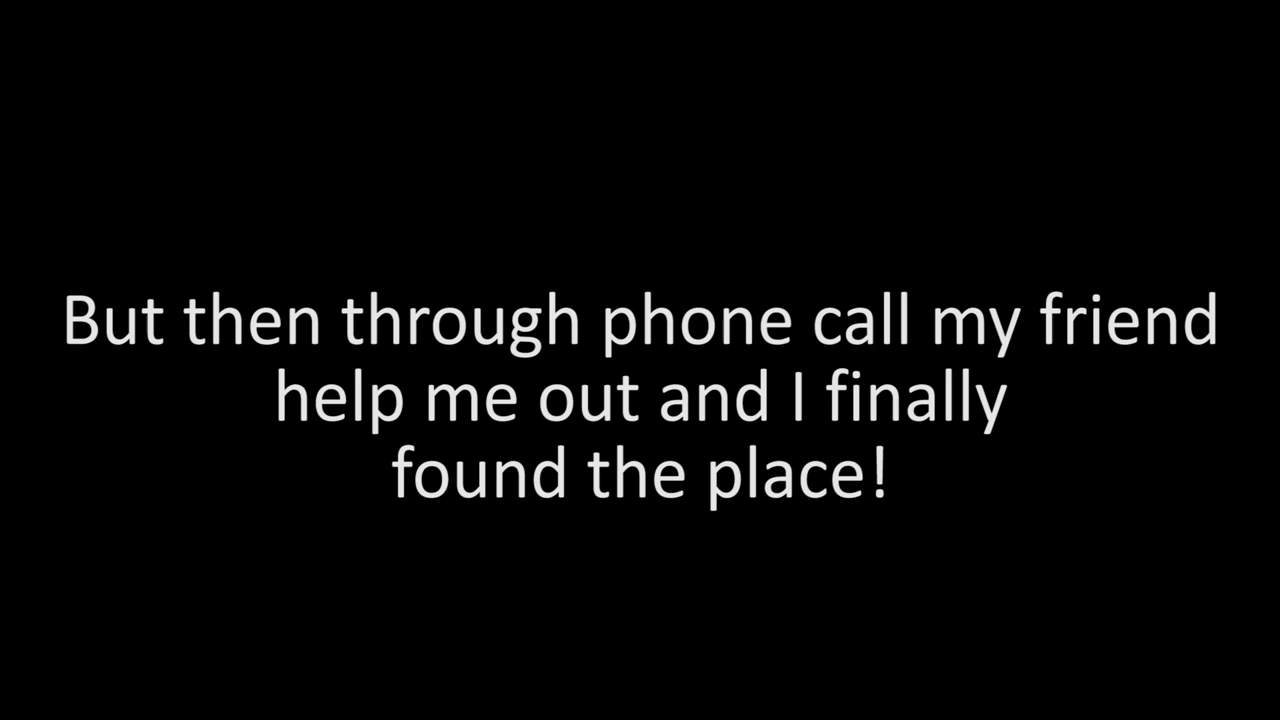 But then through phone call my friend
help me out and I finally
found the place!